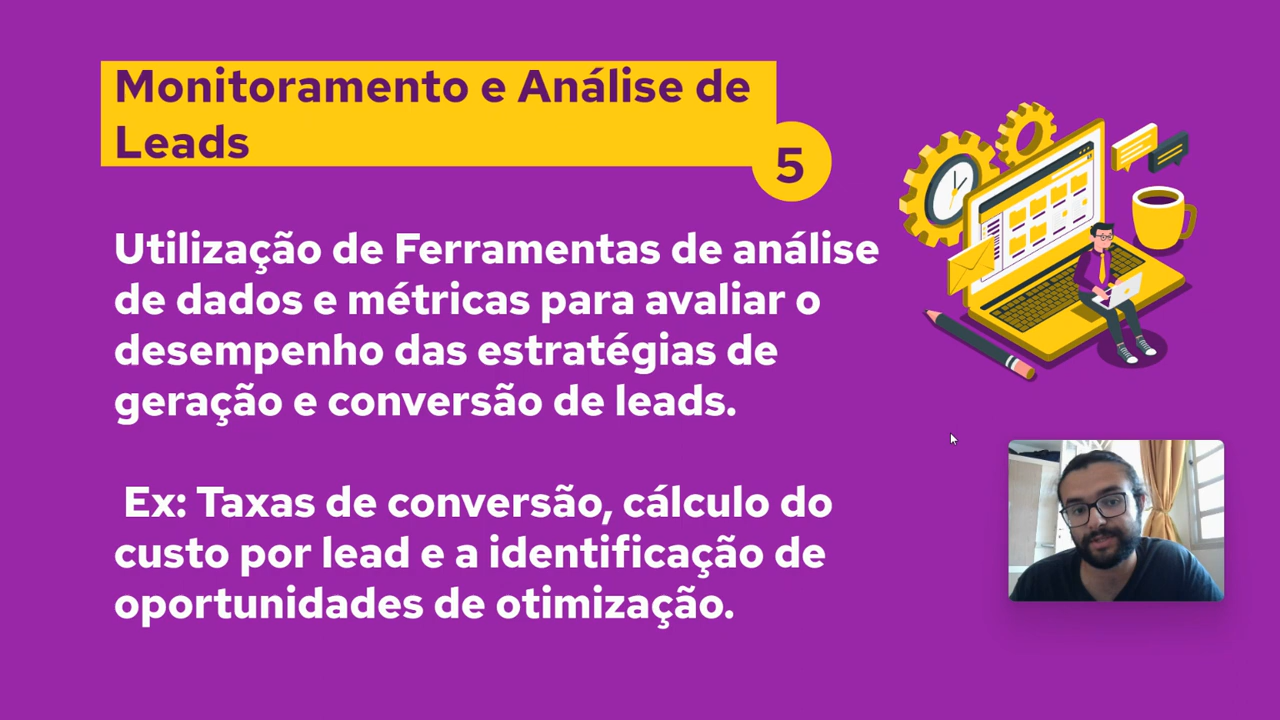 Monitoramento e Análise de
Leads
5
Utilização de Ferramentas de análise
de dados e métricas para avaliar o
desempenho das estratégias de
geração e conversão de leads.
Ex: Taxas de conversão, cálculo do
custo por lead e a identificação de
oportunidades de otimização.